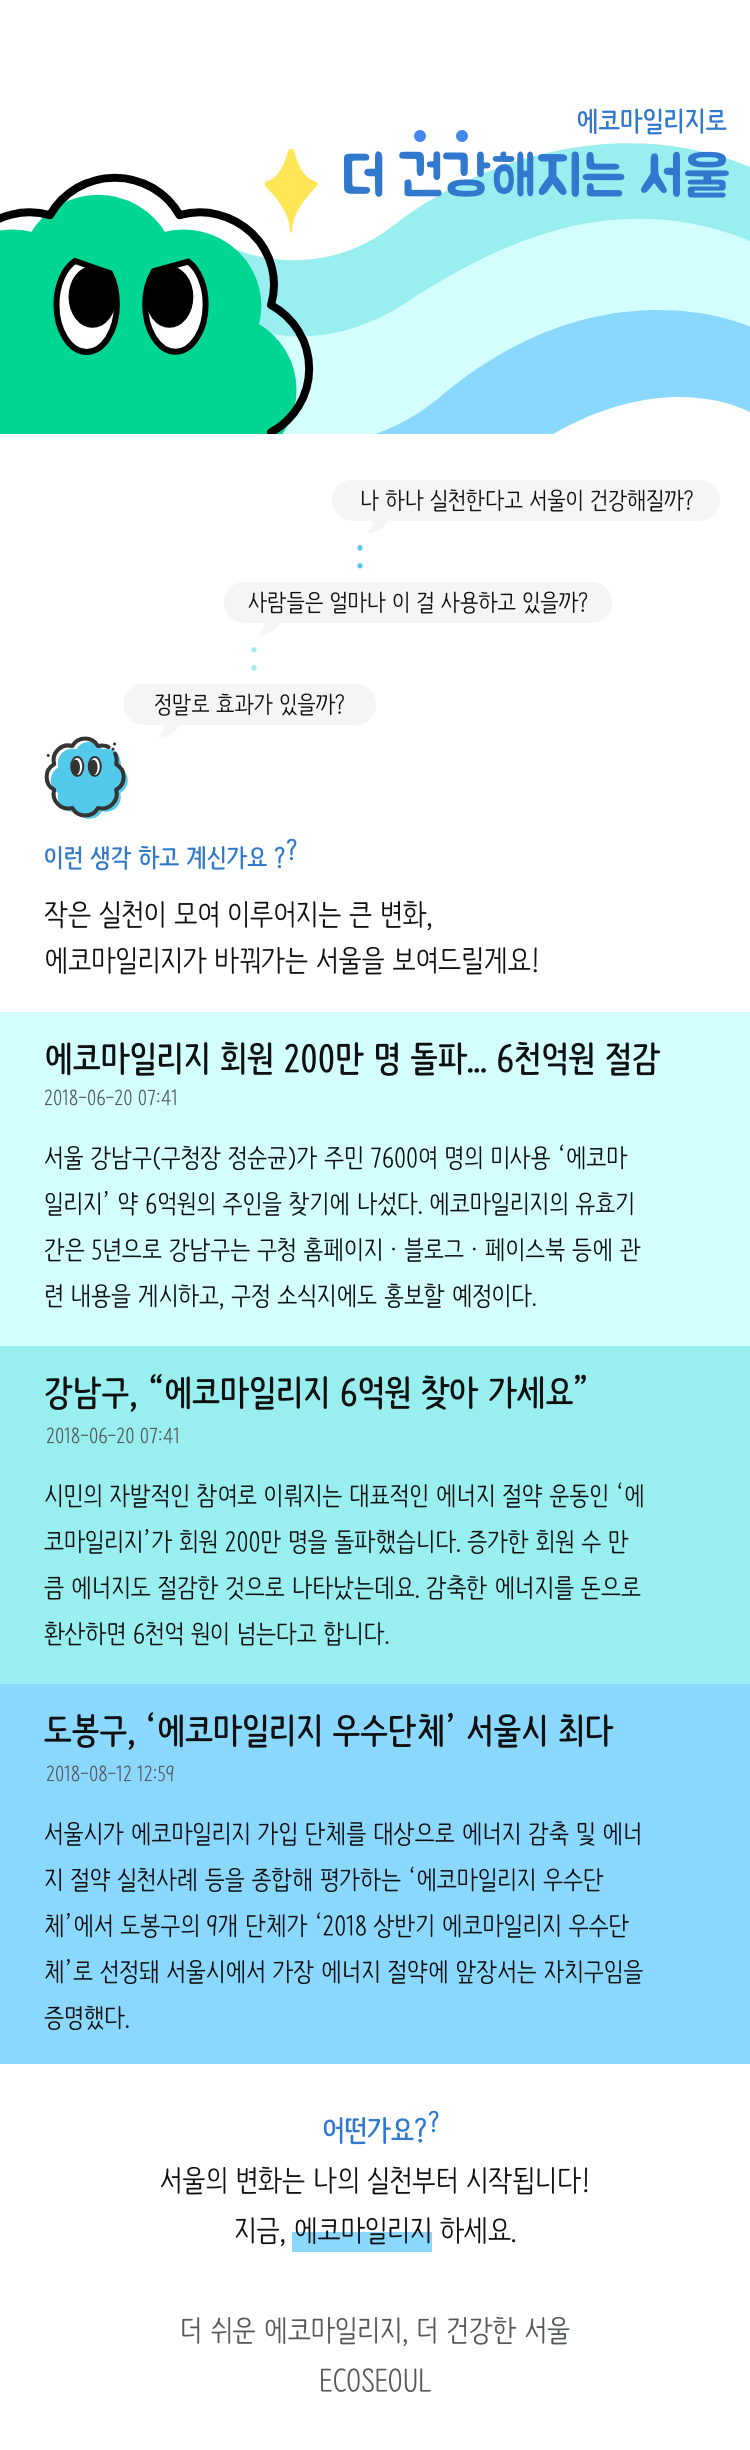 에코마일리지로
더 건강해지는 서울
나 하나 실천한다고 서울이 건강해질까?
사람들은 얼마나 이 걸 사용하고 있을까?
정말로 효과가 있을까?
이런 생각 하고 계신가요 ??
작은 실천이 모여 이루어지는 큰 변화,
에코마일리지가 바꿔가는 서울을 보여드릴게요!
에코마일리지 회원 200만 명 돌파... 6천억원 절감
2018-06-20 07:41
서울 강남구(구청장 정순균)가 주민 7600여 명의 미사용 ‘에코마
일리지’ 약 6억원의 주인을 찾기에 나섰다. 에코마일리지의 유효기
간은 5년으로 강남구는 구청 홈페이지 · 블로그 · 페이스북 등에 관
련 내용을 게시하고, 구정 소식지에도 홍보할 예정이다.
강남구, “에코마일리지 6억원 찾아 가세요”
2018-06-20 07:41
시민의 자발적인 참여로 이뤄지는 대표적인 에너지 절약 운동인 ‘에
코마일리지’가 회원 200만 명을 돌파했습니다. 증가한 회원 수 만
큼 에너지도 절감한 것으로 나타났는데요. 감축한 에너지를 돈으로
환산하면 6천억 원이 넘는다고 합니다.
도봉구, ‘에코마일리지 우수단체’ 서울시 최다
2018-08-12 12:59
서울시가 에코마일리지 가입 단체를 대상으로 에너지 감축 및 에너
지 절약 실천사례 등을 종합해 평가하는 ‘에코마일리지 우수단
체’에서 도봉구의 9개 단체가 ‘2018 상반기 에코마일리지 우수단
체’로 선정돼 서울시에서 가장 에너지 절약에 앞장서는 자치구임을
증명했다.
어떤가요??
서울의 변화는 나의 실천부터 시작됩니다!
지금, 에코마일리지 하세요.
더 쉬운 에코마일리지, 더 건강한 서울
ECOSEOUL